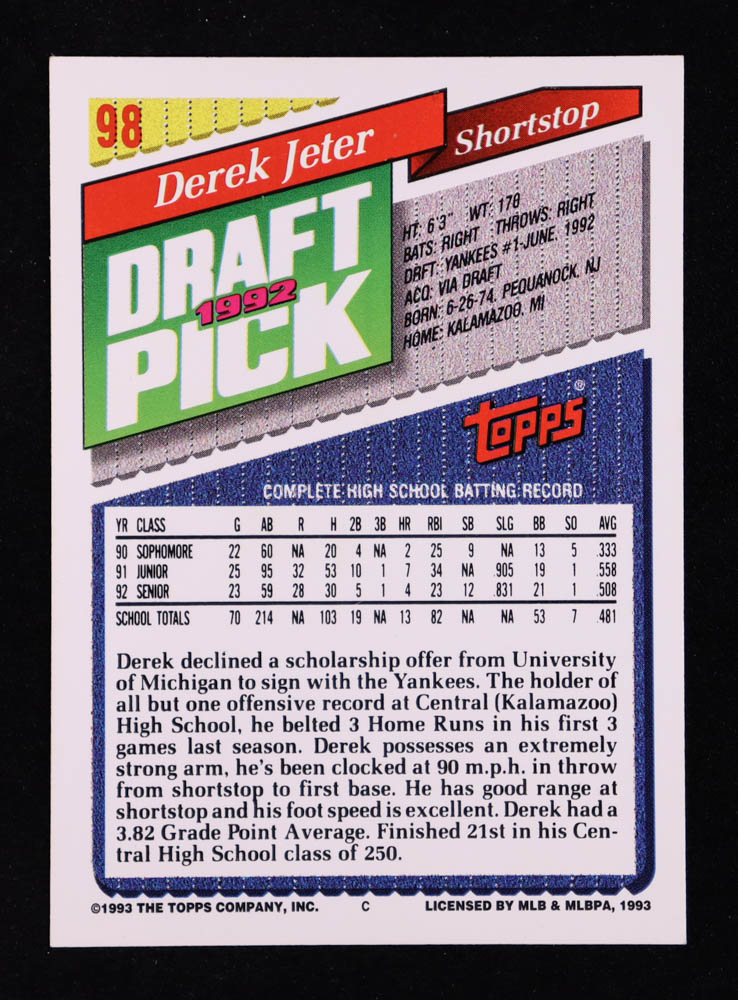 98
Derek Jeter
Shortstop
DRAFT
1992
PICK
HT: 6'3" WT: 170
BATS: RIGHT THROWS: RIGHT
DRFT: YANKEES #1-JUNE, 1992
ACQ: VIA DRAFT
BORN: 6-26-74, PEQUANOCK, NJ
HOME: KALAMAZOO, MI
TOPPS®
COMPLETE HIGH SCHOOL BATTING RECORD
YR CLASS G AB R H 2B 3B HR RBI SB SLG BB SO AVG
90 SOPHOMORE 22 60 NA 20 4 NA 2 25 9 NA 13 5 .333
91 JUNIOR 25 95 32 53 10 1 7 34 NA .905 19 1 .558
92 SENIOR 23 59 28 30 5 1 4 23 12 .831 21 1 .508
SCHOOL TOTALS 70 214 NA 103 19 NA 13 82 NA NA 53 7 .481
Derek declined a scholarship offer from University
of Michigan to sign with the Yankees. The holder of
all but one offensive record at Central (Kalamazoo)
High School, he belted 3 Home Runs in his first 3
games last season. Derek possesses an extremely
strong arm, he's been clocked at 90 m.p.h. in throw
from shortstop to first base. He has good range at
shortstop and his foot speed is excellent. Derek had a
3.82 Grade Point Average. Finished 21st in his Cen-
tral High School class of 250.
©1993 THE TOPPS COMPANY, INC. C LICENSED BY MLB & MLBPA, 1993